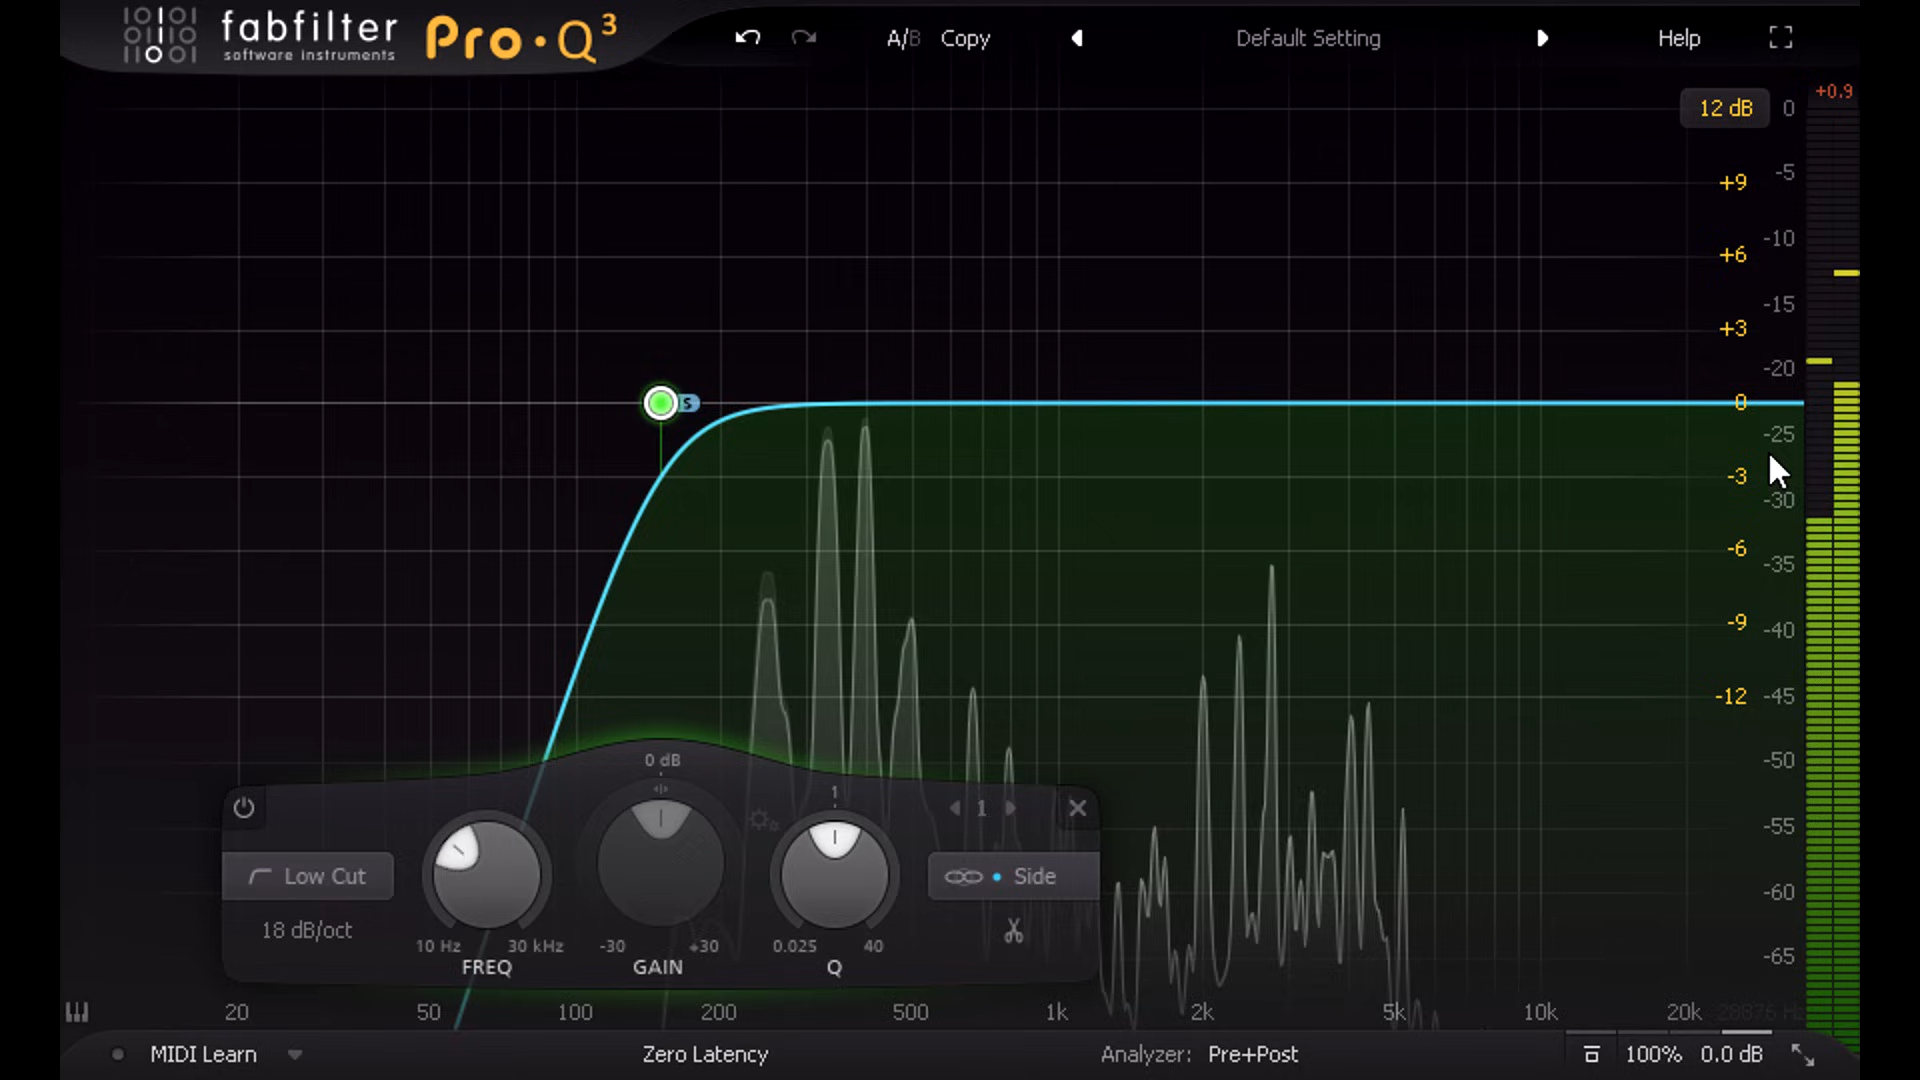 fabfilter
software instruments
Pro·Q³
A/B Copy
Default Setting
Help
12 dB
0
+0.9
+9
-5
+6
-10
+3
-15
-20
0
-25
-3
-30
-6
-35
-9
-40
-12
-45
-50
-55
-60
-65
S
0 dB
1
1
Low Cut
Side
18 dB/oct
10 Hz 30 kHz
-30 +30
0.025 40
FREQ
GAIN
Q
20 50 100 200 500 1k 2k 5k 10k 20k
MIDI Learn
Zero Latency
Analyzer: Pre+Post
100% 0.0 dB